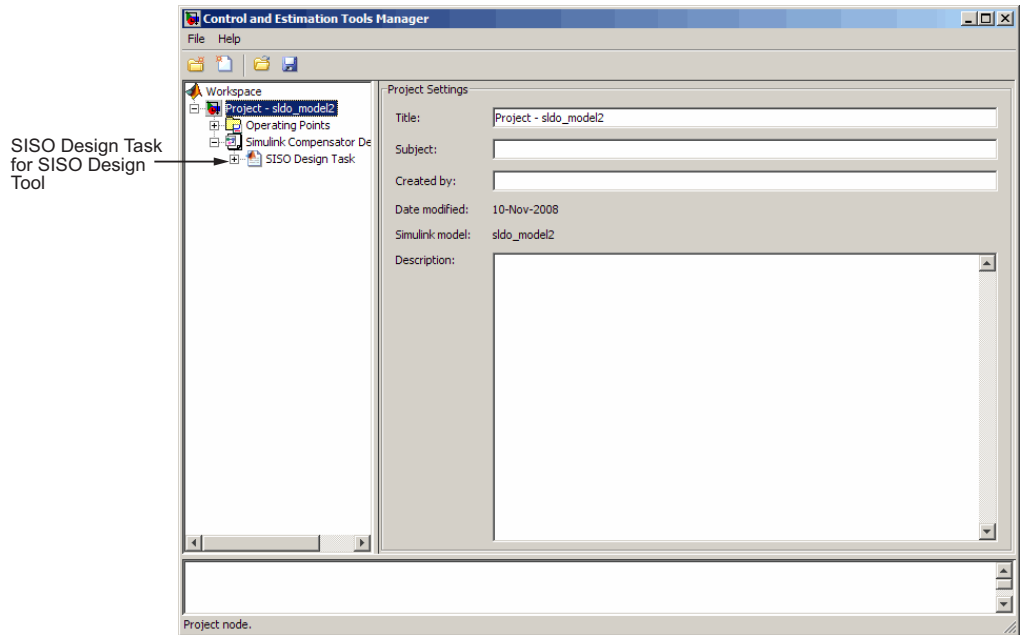 Control and Estimation Tools Manager
File Help
Workspace
Project - sldo_model2
Operating Points
Simulink Compensator De
SISO Design Task
SISO Design Task
for SISO Design
Tool
Project Settings
Title: Project - sldo_model2
Subject:
Created by:
Date modified: 10-Nov-2008
Simulink model: sldo_model2
Description:
Project node.